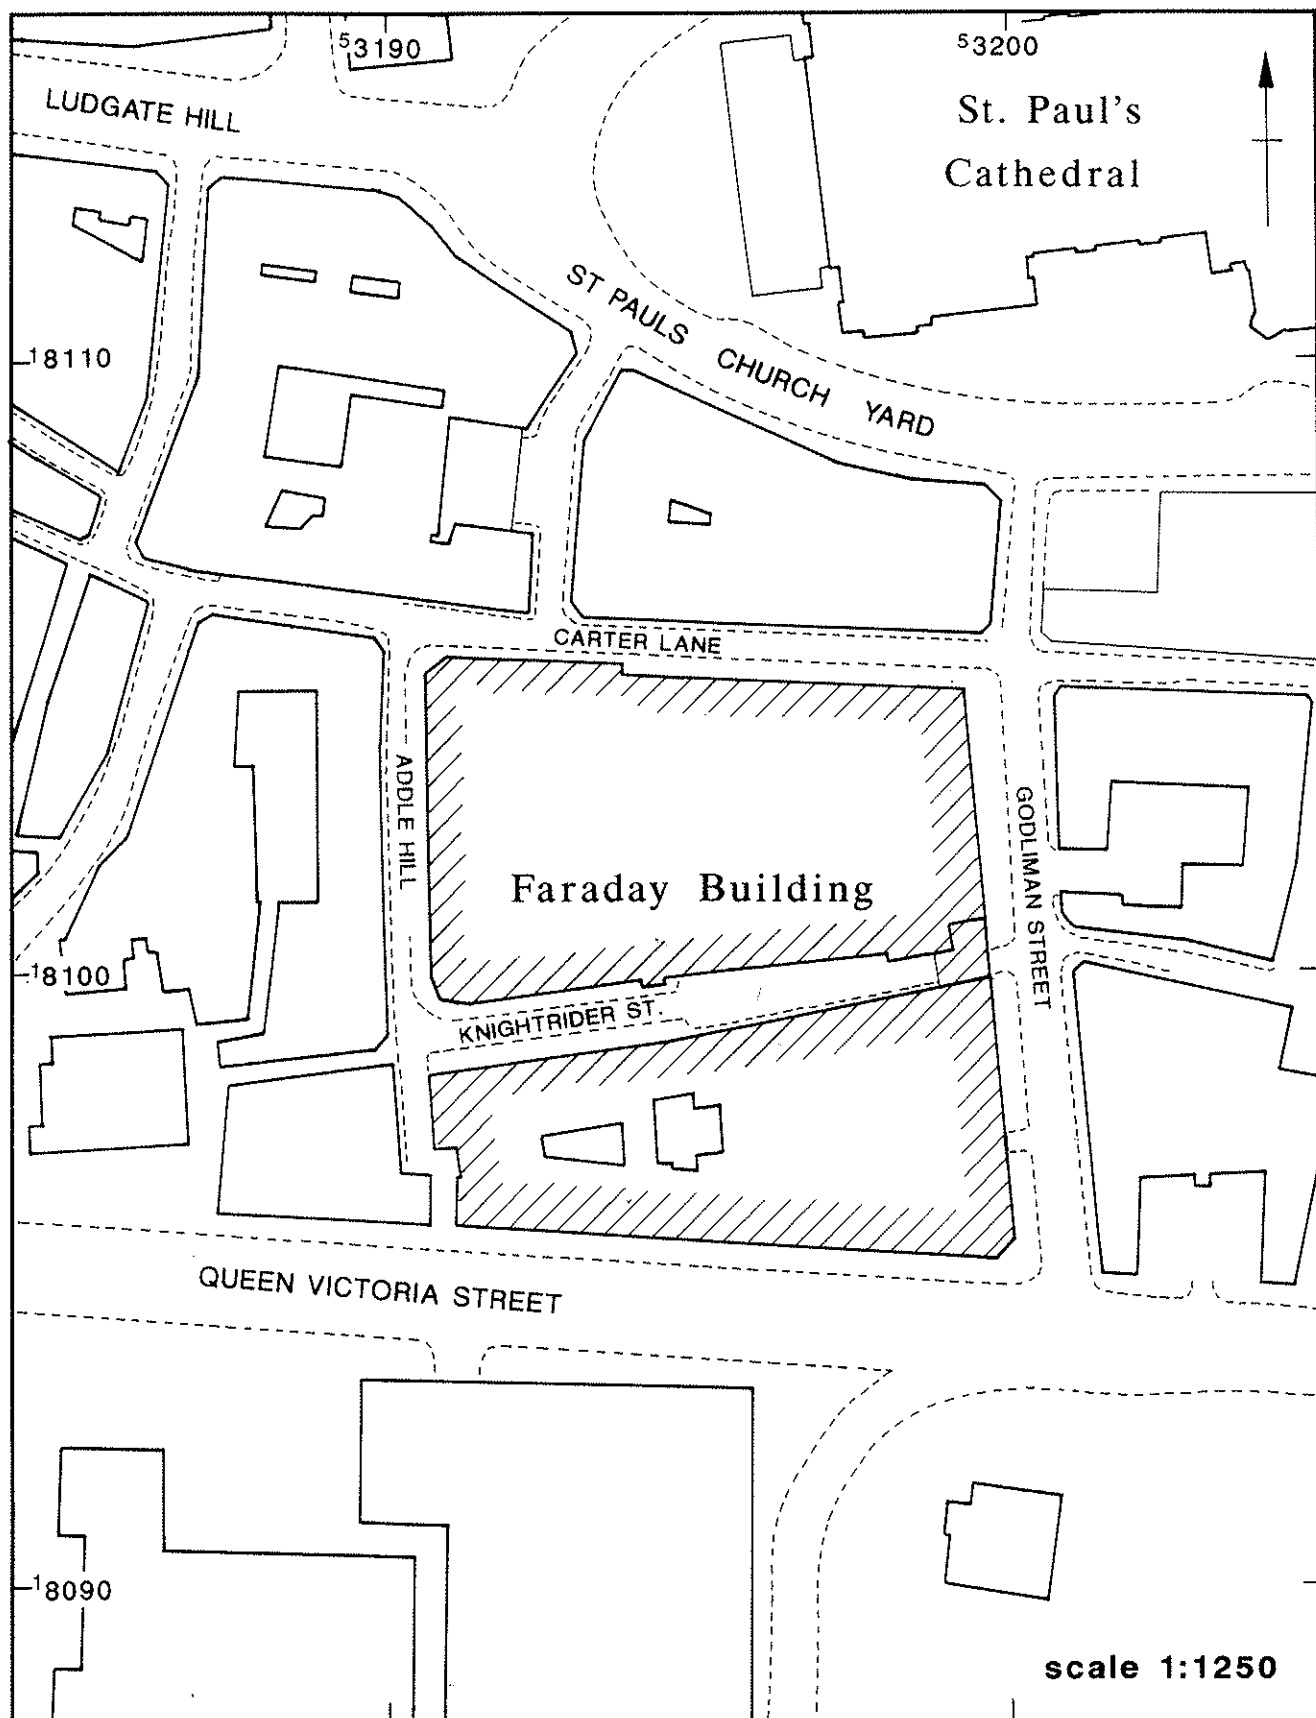 53190
53200
LUDGATE HILL
St. Paul's
Cathedral
ST PAULS CHURCH YARD
18110
CARTER LANE
ADDLE HILL
GODLIMAN STREET
Faraday Building
18100
KNIGHTRIDER ST.
QUEEN VICTORIA STREET
18090
scale 1:1250